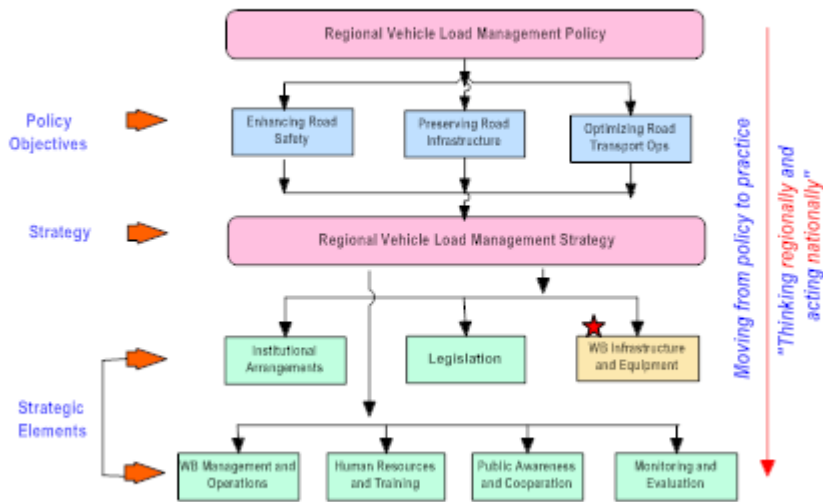 Regional Vehicle Load Management Policy
Policy
Objectives
Enhancing Road
Safety
Preserving Road
Infrastructure
Optimizing Road
Transport Ops
Strategy
Regional Vehicle Load Management Strategy
Institutional
Arrangements
Legislation
WB Infrastructure
and Equipment
Strategic
Elements
WB Management and
Operations
Human Resources
and Training
Public Awareness
and Cooperation
Monitoring and
Evaluation
Moving from policy to practice
"Thinking regionally and
acting nationally"